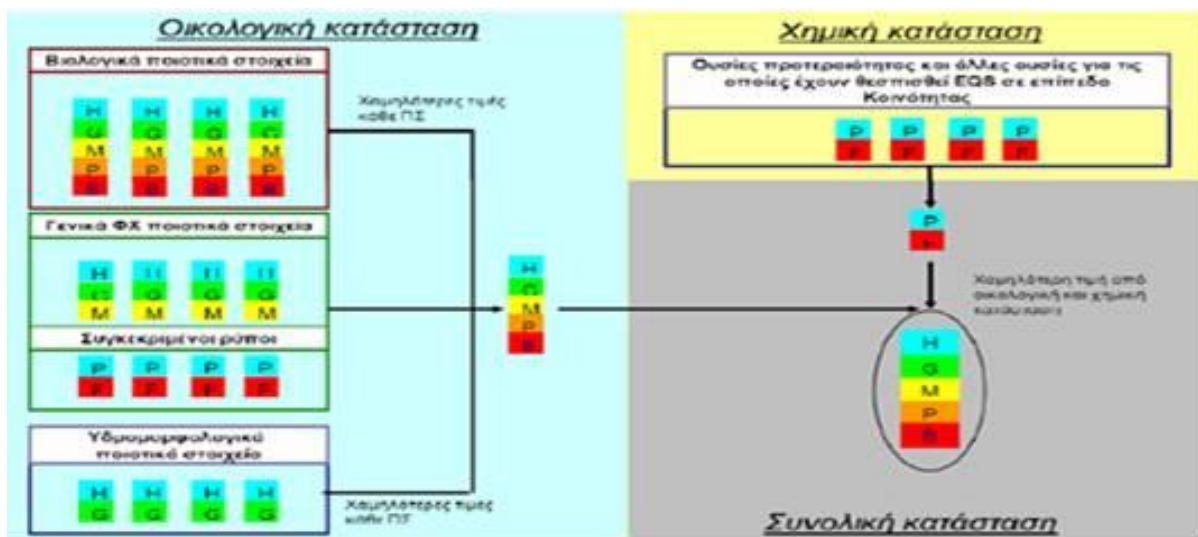 Οικολογική κατάσταση
Βιολογικά ποιοτικά στοιχεία
H H H H
G G G G
M M M M
P P P P
B B B B
Χαμηλότερες τιμές
κάθε ΠΣ
Γενικά ΦΧ ποιοτικά στοιχεία
H H H H
G G G G
M M M M
Συγκεκριμένοι ρύποι
P P P P
F F F F
Υδρομορφολογικά
ποιοτικά στοιχεία
H H H H
G G G G
Χαμηλότερες τιμές
κάθε ΠΣ
H
G
M
P
B
Χημική κατάσταση
Ουσίες προτεραιότητας και άλλες ουσίες για τις
οποίες έχουν θεσπισθεί EQS σε επίπεδο
Κοινότητας
P P P P
F F F F
P
F
Χαμηλότερη τιμή από
οικολογική και χημική
κατάσταση
H
G
M
P
B
Συνολική κατάσταση